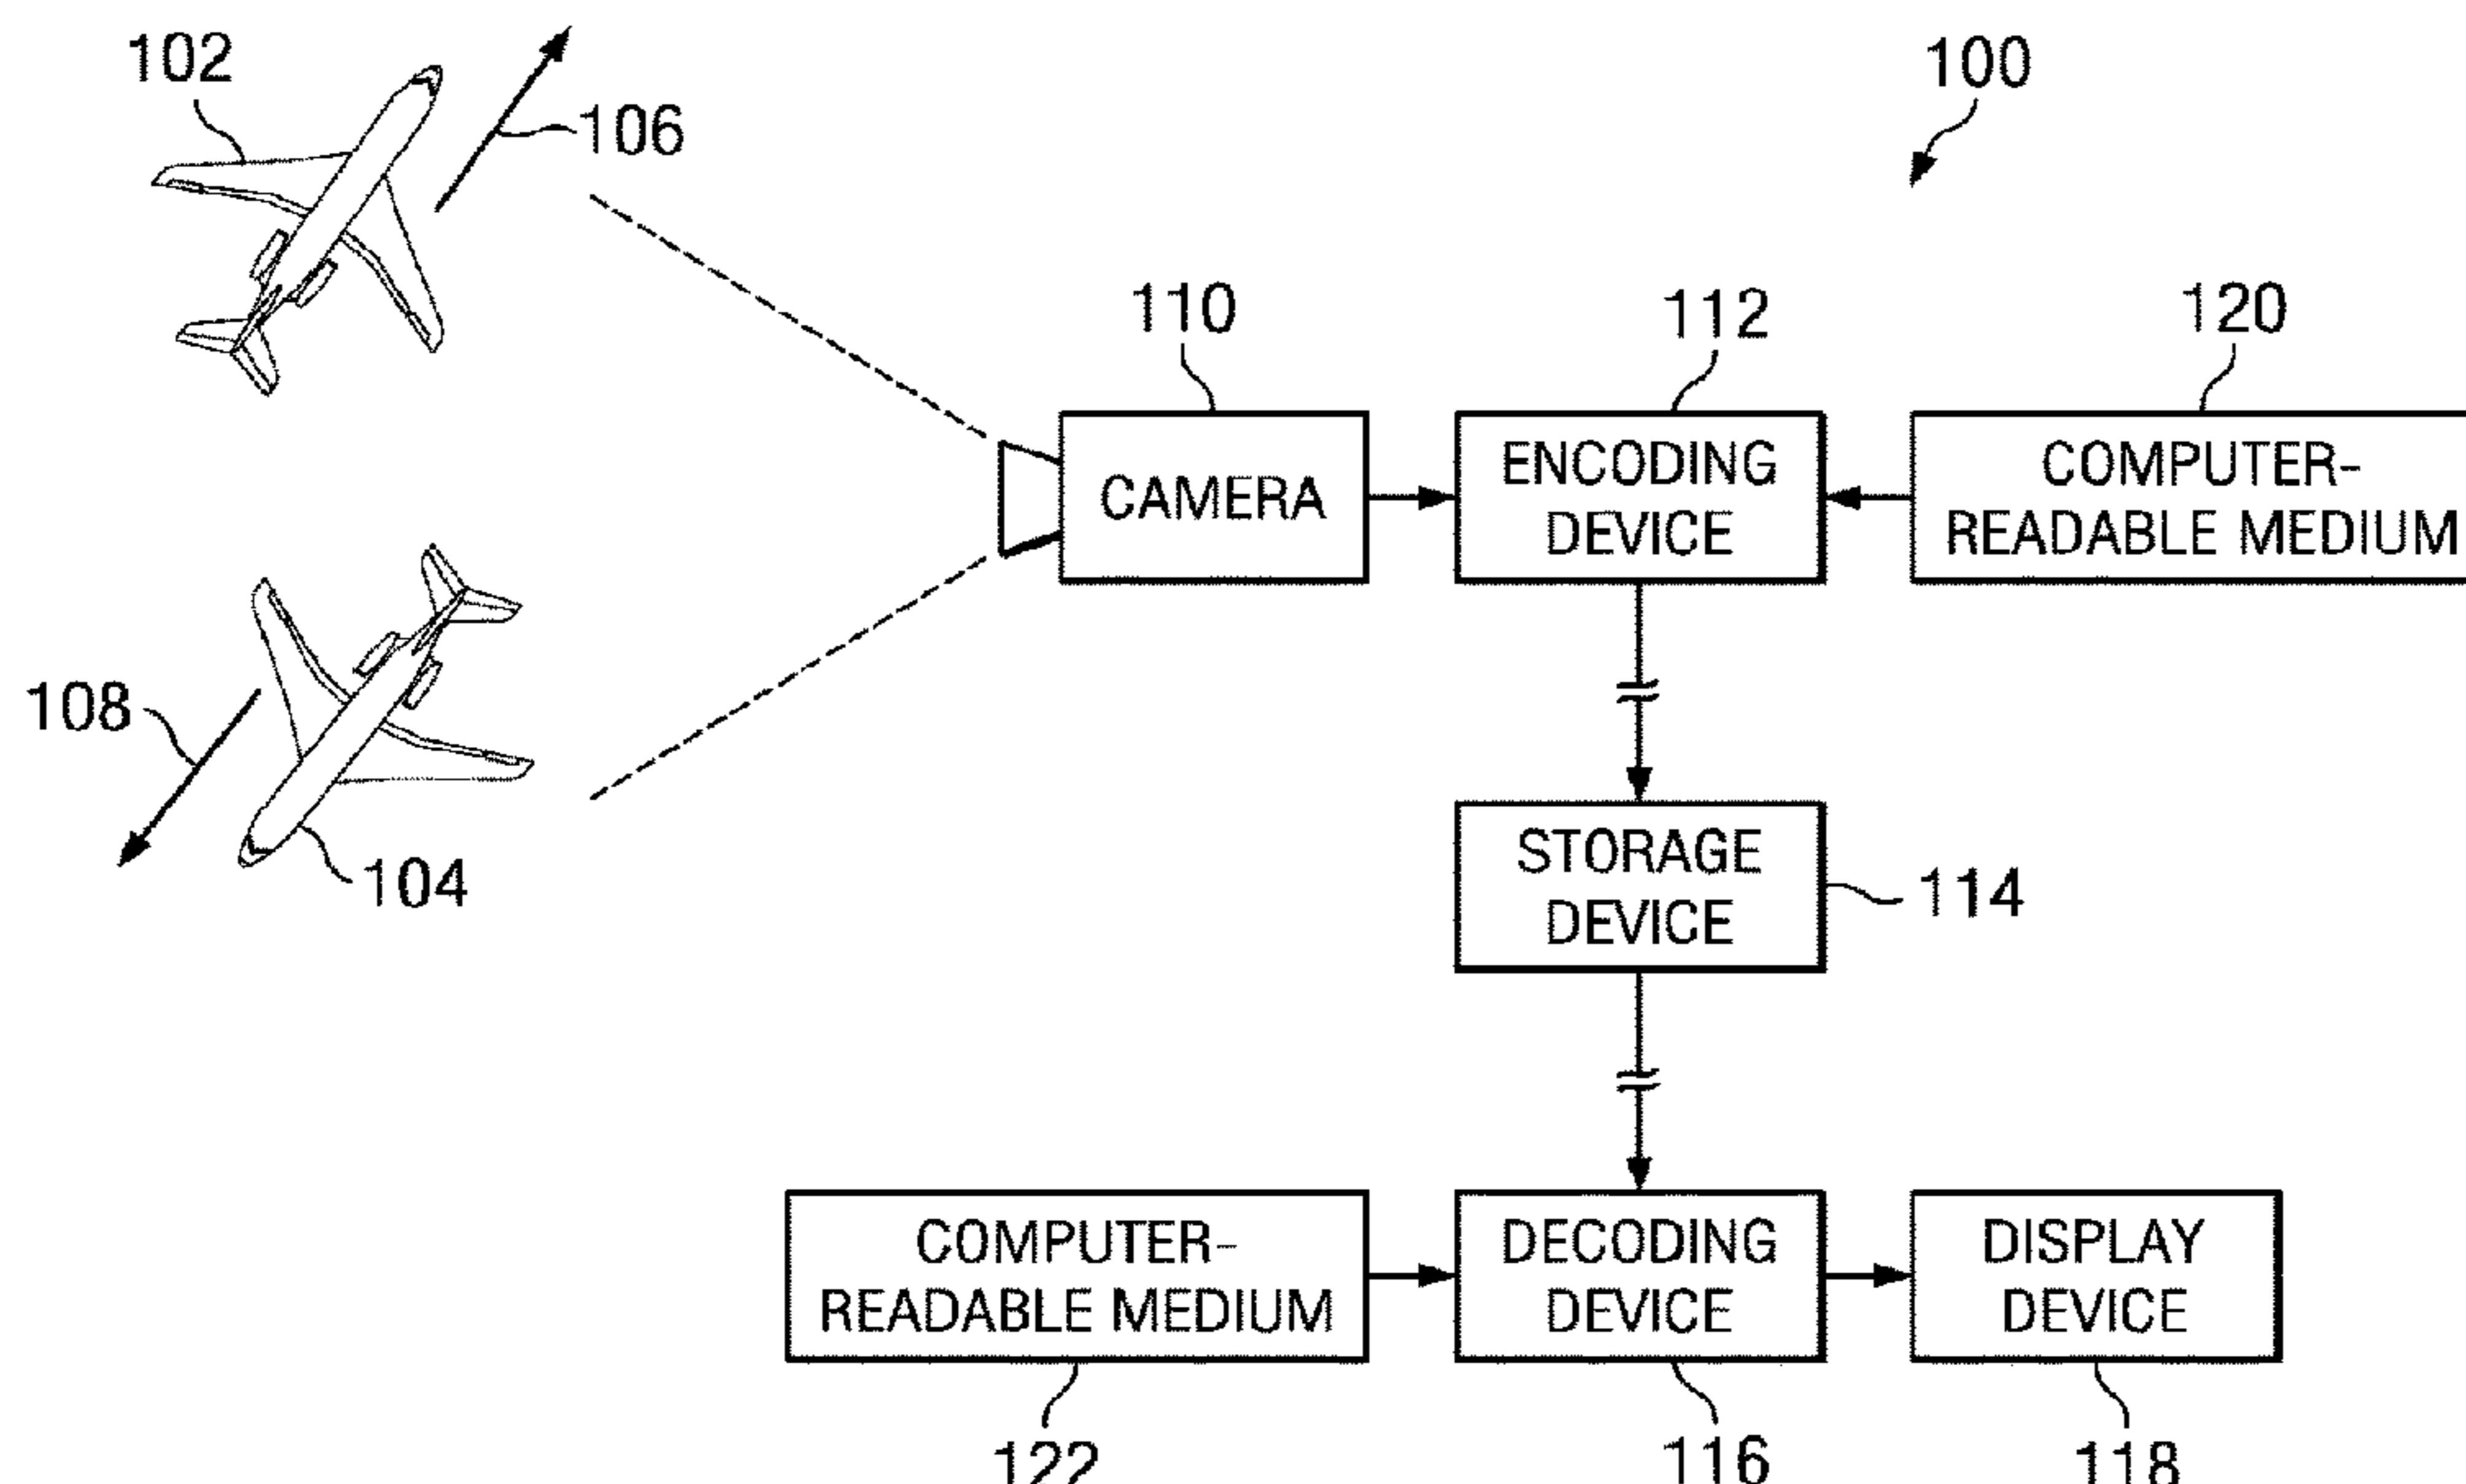 102
106
100
110
112
120
CAMERA
ENCODING
DEVICE
COMPUTER-
READABLE MEDIUM
108
104
STORAGE
DEVICE
114
COMPUTER-
READABLE MEDIUM
DECODING
DEVICE
DISPLAY
DEVICE
122
116
118